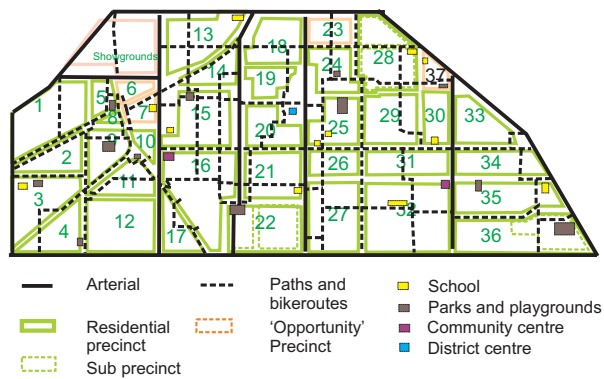 13
18
23
28
Showgrounds
14
19
24
37
1
5
6
7
15
8
20
25
29
30
33
9
10
2
16
21
26
31
34
3
11
35
4
12
17
22
27
32
36
Arterial
Paths and
bikeroutes
School
Parks and playgrounds
Residential
precinct
'Opportunity'
Precinct
Community centre
District centre
Sub precinct